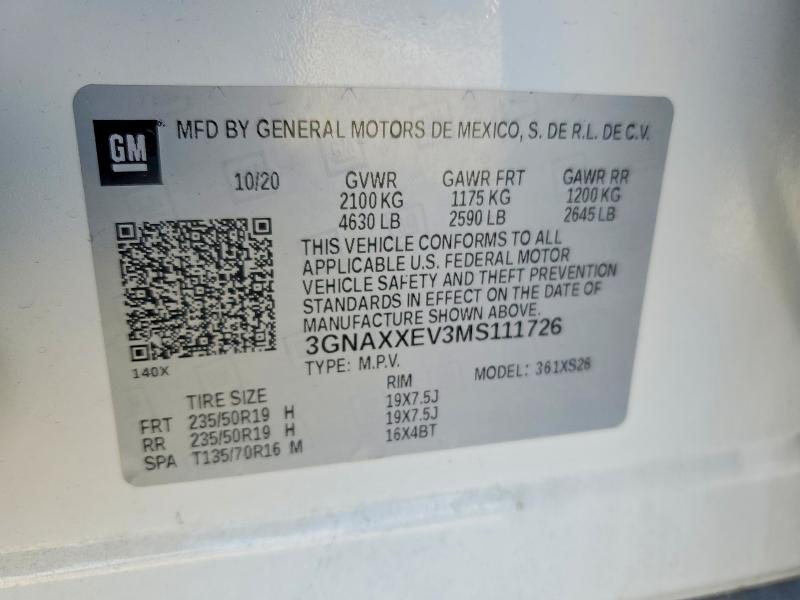 GM MFD BY GENERAL MOTORS DE MEXICO, S. DE R.L. DE C.V.
10/20 GVWR GAWR FRT GAWR RR
2100 KG 1175 KG 1200 KG
4630 LB 2590 LB 2645 LB
THIS VEHICLE CONFORMS TO ALL
APPLICABLE U.S. FEDERAL MOTOR
VEHICLE SAFETY AND THEFT PREVENTION
STANDARDS IN EFFECT ON THE DATE OF
MANUFACTURE SHOWN ABOVE.
3GNAXXEV3MS111726
140X TYPE: M.P.V. MODEL: 361XS26
TIRE SIZE RIM
FRT 235/50R19 H 19X7.5J
RR 235/50R19 H 19X7.5J
SPA T135/70R16 M 16X4BT